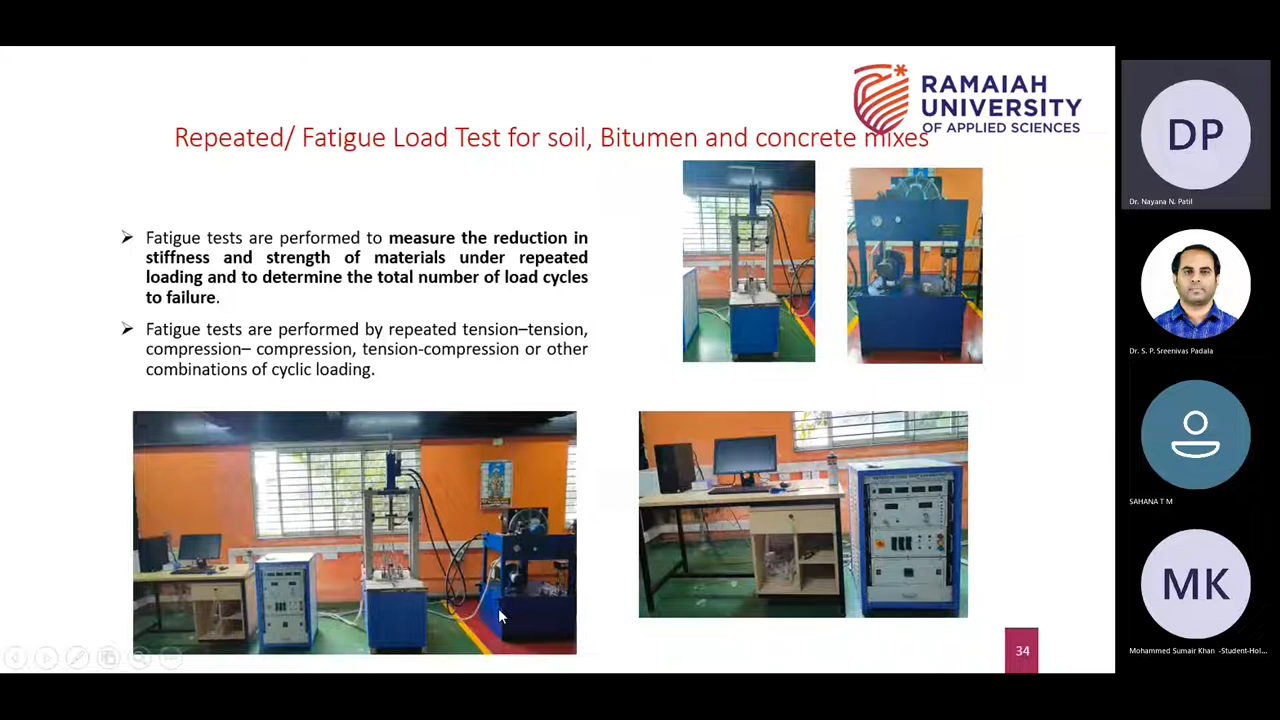 RAMAIAH
UNIVERSITY
OF APPLIED SCIENCES
Repeated/ Fatigue Load Test for soil, Bitumen and concrete mixes
➢ Fatigue tests are performed to measure the reduction in
stiffness and strength of materials under repeated
loading and to determine the total number of load cycles
to failure.
➢ Fatigue tests are performed by repeated tension–tension,
compression– compression, tension-compression or other
combinations of cyclic loading.
34
DP
Dr. Nayana N. Patil
Dr. S. P. Sreenivas Padala
SAHANA T M
MK
Mohammed Sumair Khan -Student-Hol...